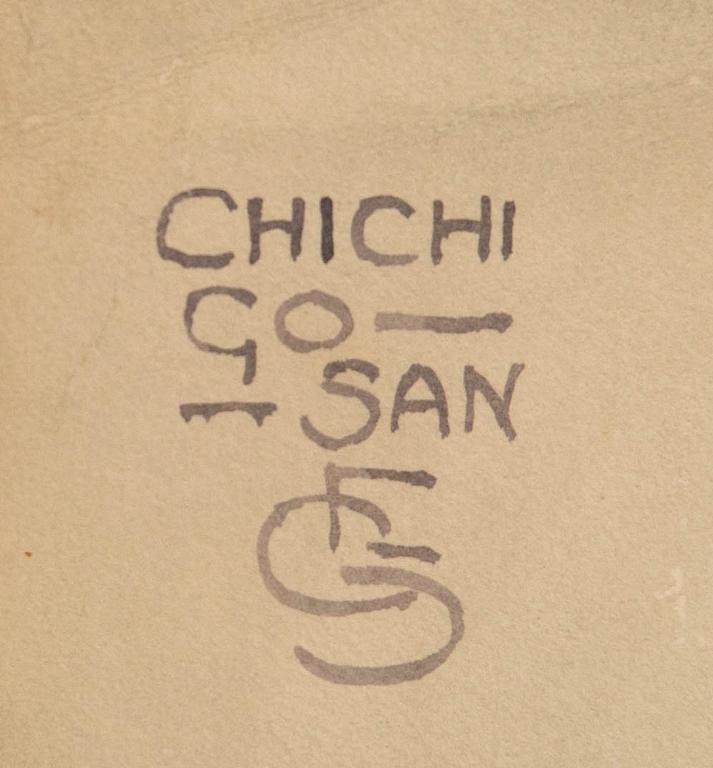 CHICHI
GO —
— SAN